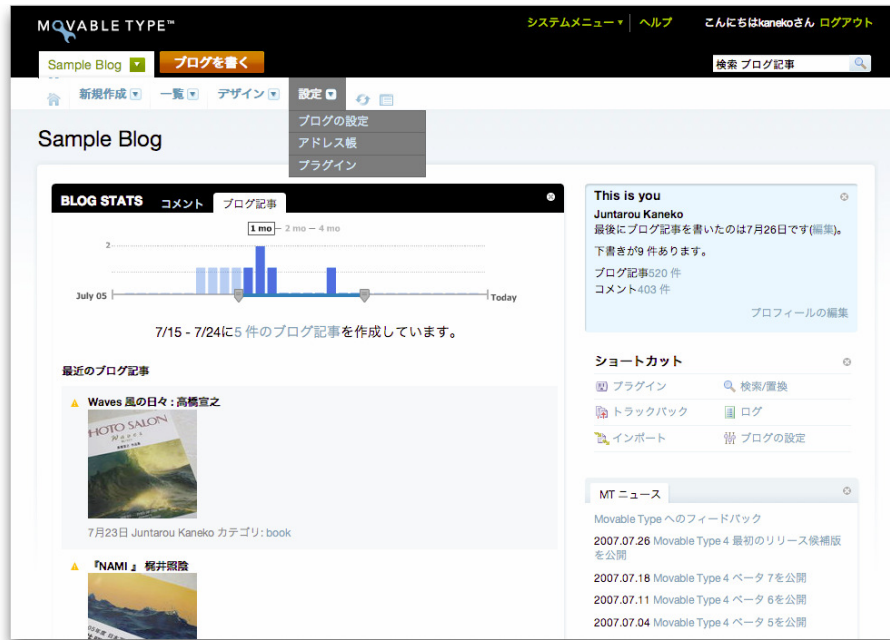 MOVABLE TYPE™
システムメニュー ヘルプ こんにちはkanekoさん ログアウト
Sample Blog ブログを書く
検索 ブログ記事
新規作成 一覧 デザイン 設定
ブログの設定
アドレス帳
プラグイン
Sample Blog
BLOG STATS コメント ブログ記事
1 mo – 2 mo – 4 mo
2
July 05 Today
7/15 - 7/24に5 件のブログ記事を作成しています。
最近のブログ記事
Waves 風の日々 : 高橋宣之
PHOTO SALON
Waves
7月23日 Juntarou Kaneko カテゴリ: book
『NAMI 』 梶井照陰
This is you
Juntarou Kaneko
最後にブログ記事を書いたのは7月26日です(編集)。
下書きが9 件あります。
ブログ記事520 件
コメント403 件
プロフィールの編集
ショートカット
プラグイン 検索/置換
トラックバック ログ
インポート ブログの設定
MT ニュース
Movable Type へのフィードバック
2007.07.26 Movable Type 4 最初のリリース候補版
を公開
2007.07.18 Movable Type 4 ベータ 7を公開
2007.07.11 Movable Type 4 ベータ 6を公開
2007.07.04 Movable Type 4 ベータ 5を公開